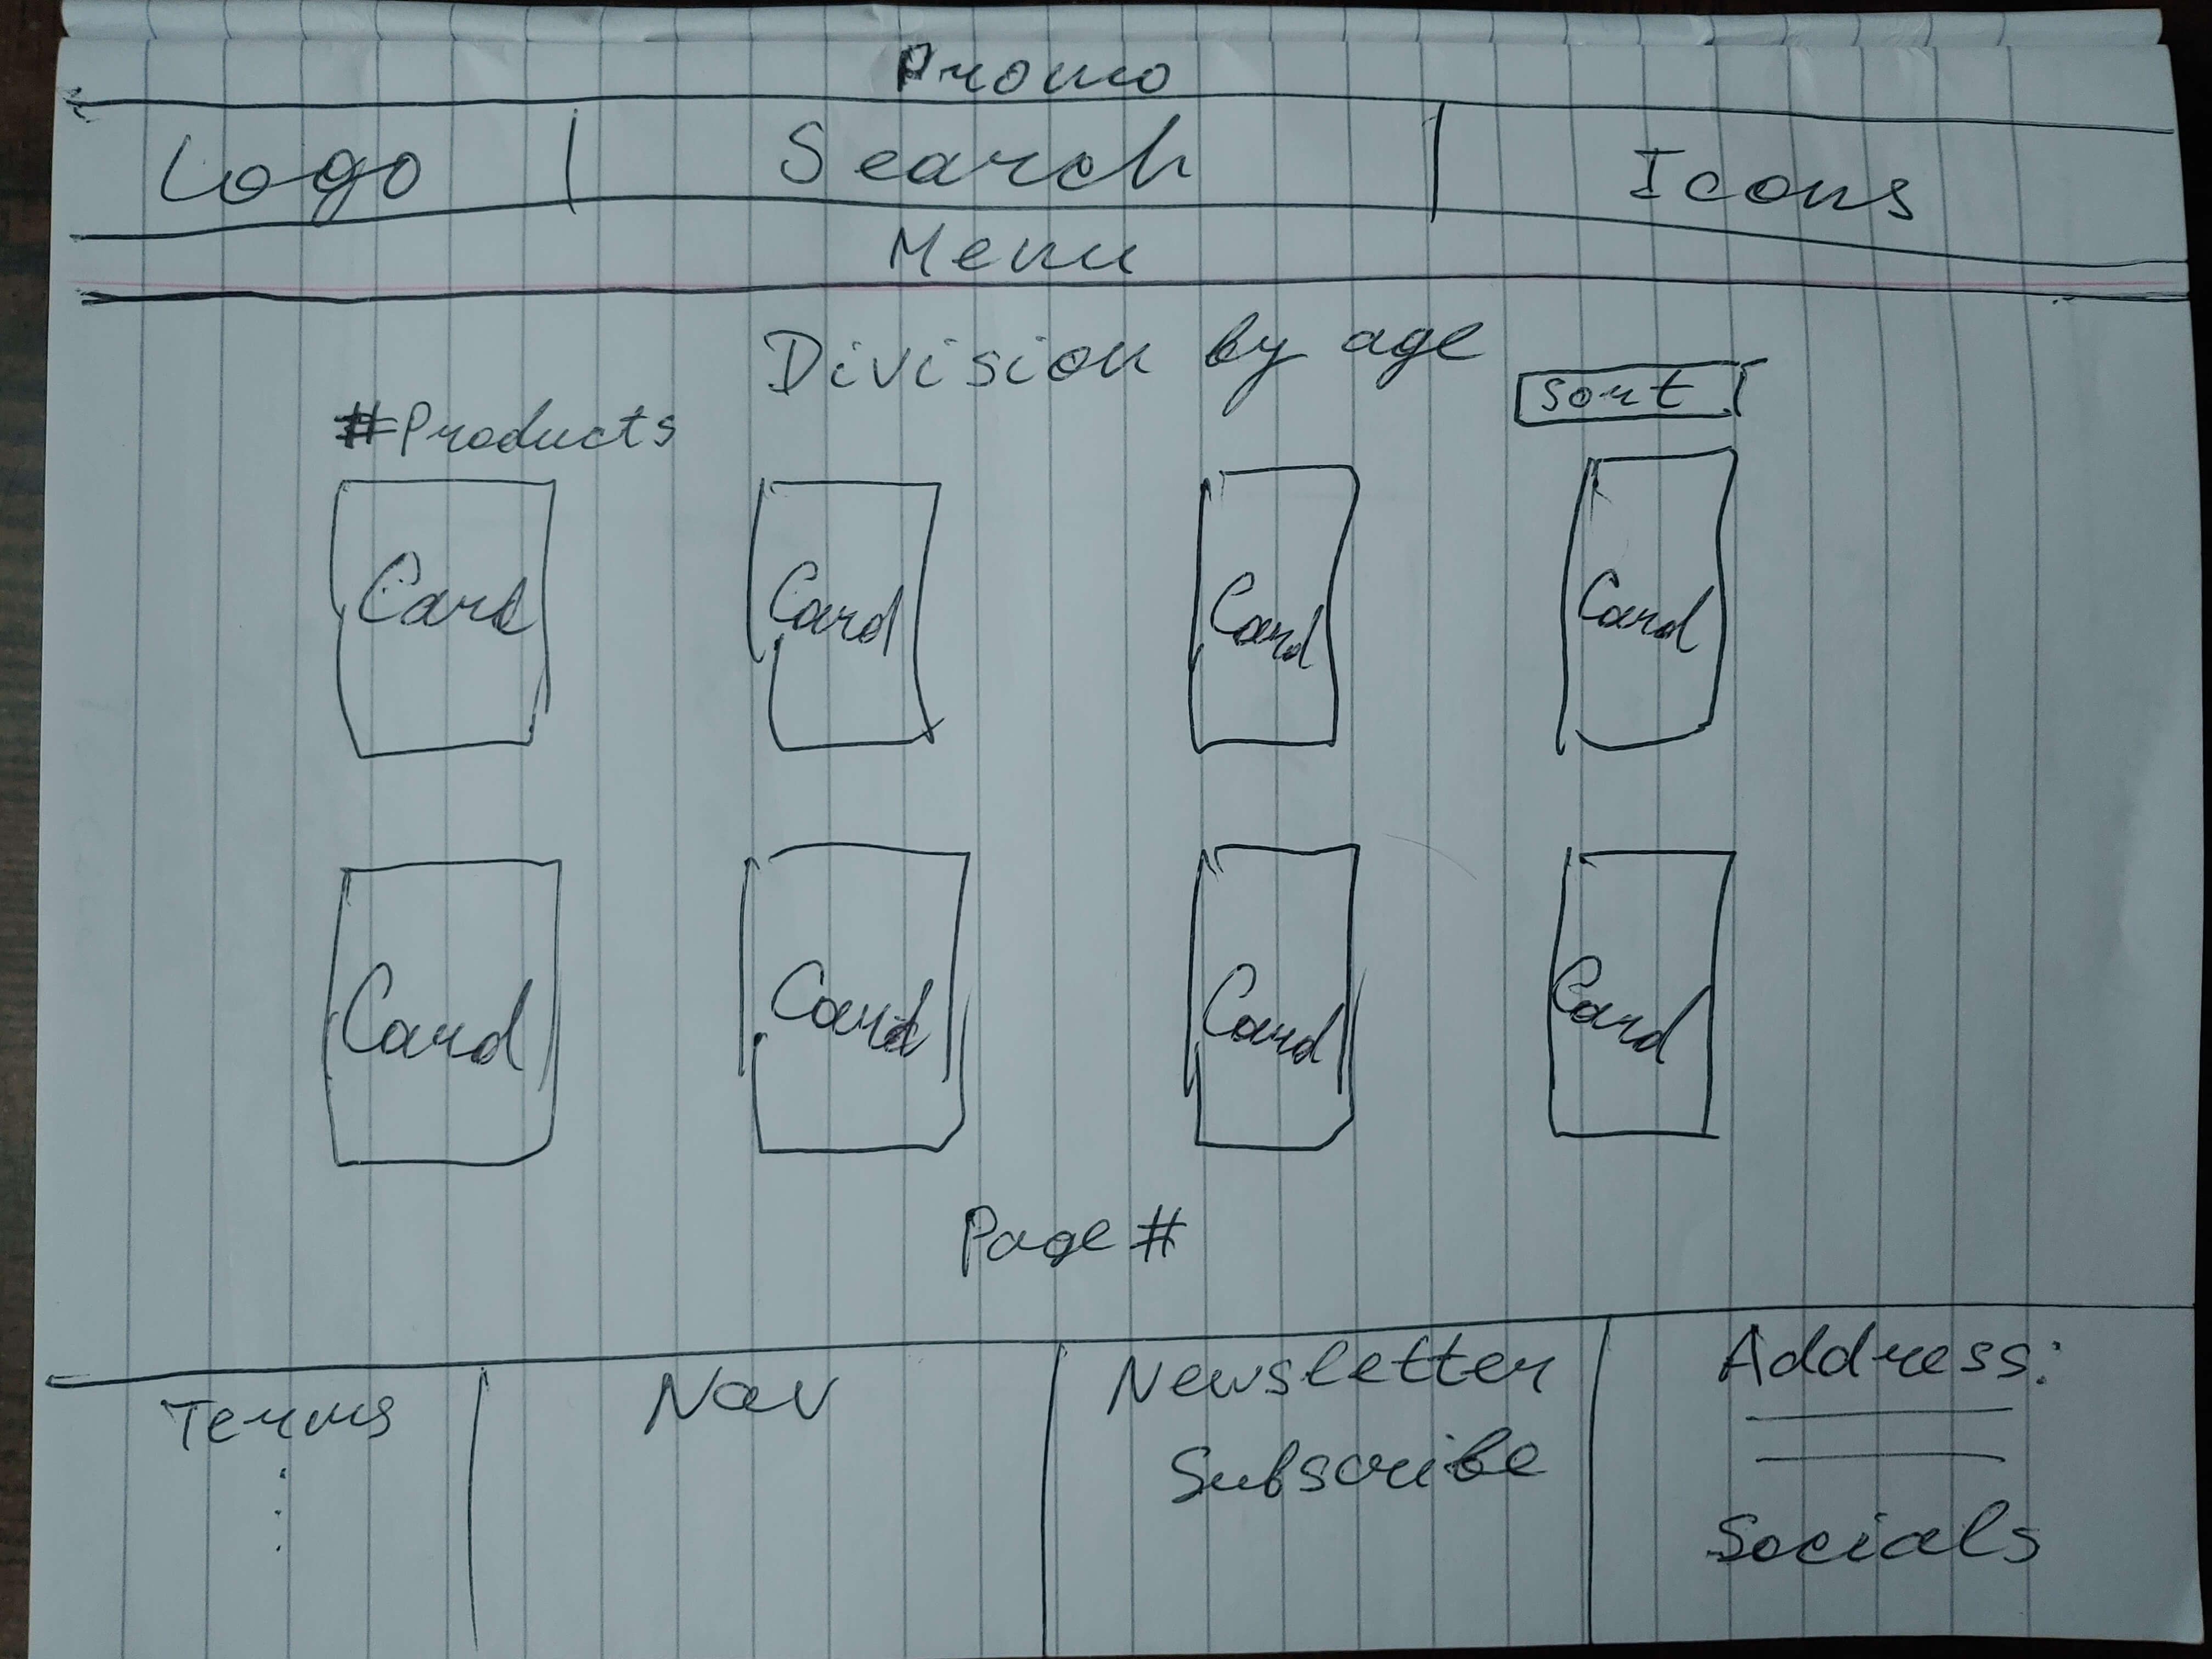 Promo
Logo Search Icons
Menu
Division by age
Sort
#Products
Card Card Card Card
Card Card Card Card
Page #
Terms Nav Newsletter Address:
Subscribe
Socials